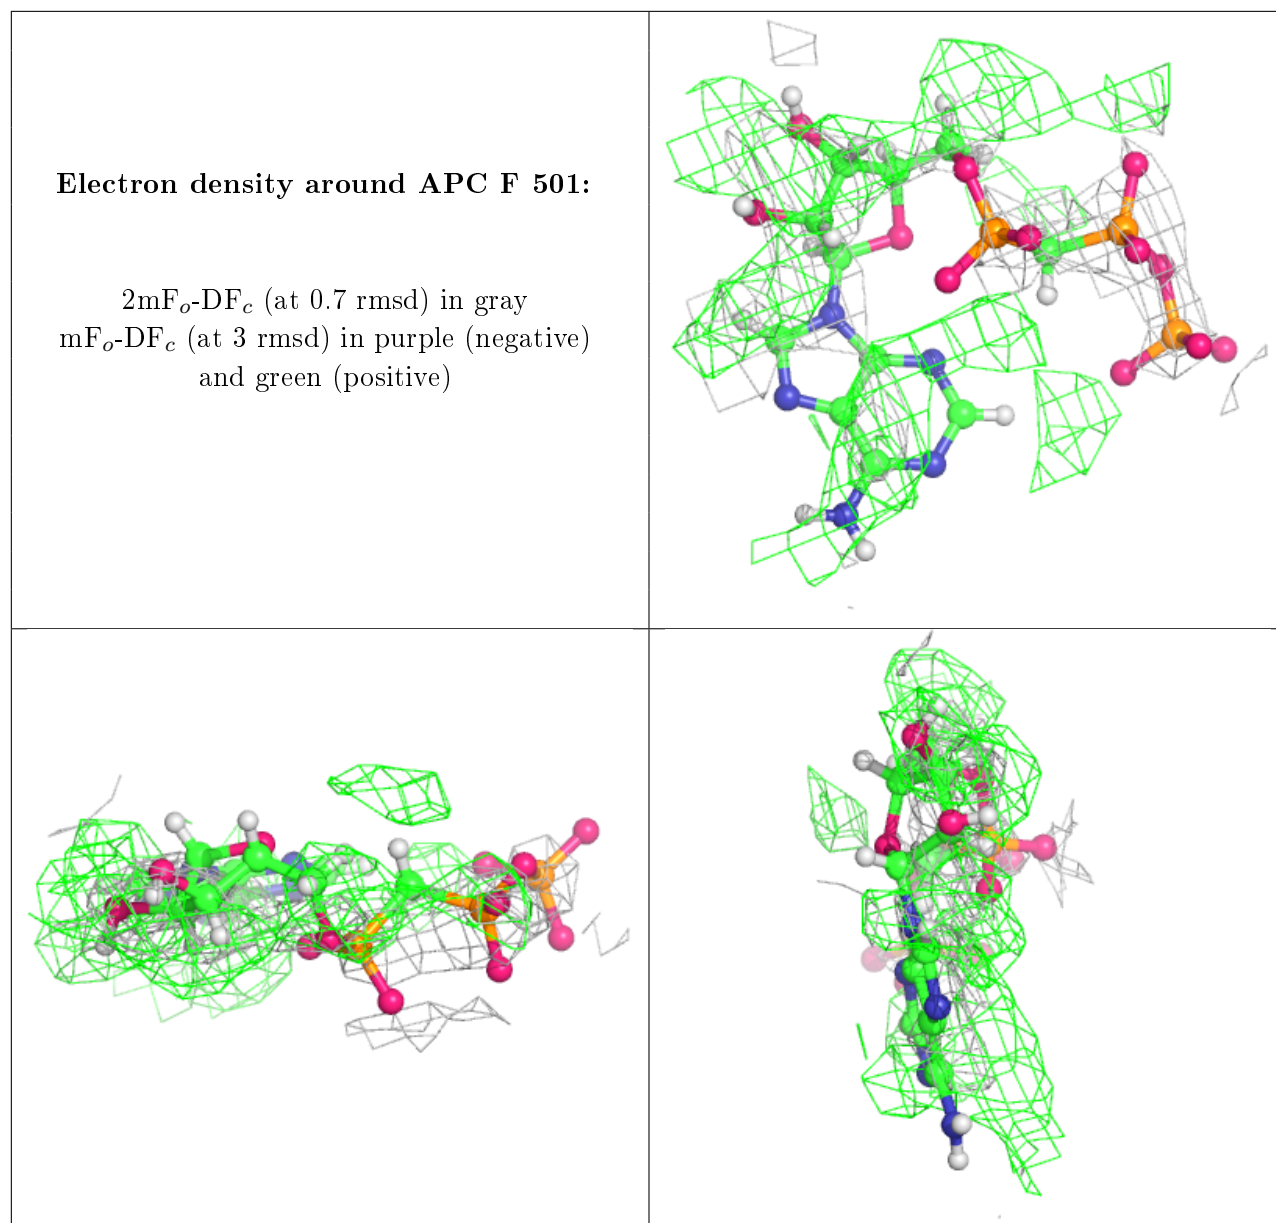 Electron density around APC F 501:
2mFₒ-DF𝒸 (at 0.7 rmsd) in gray
mFₒ-DF𝒸 (at 3 rmsd) in purple (negative)
and green (positive)